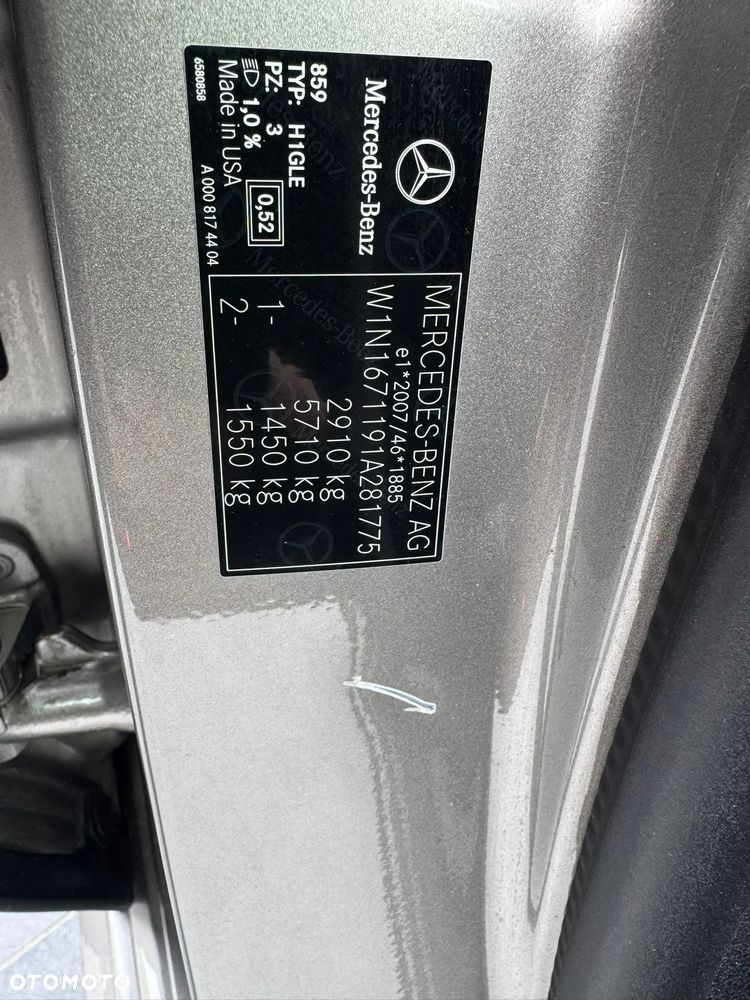 Mercedes-Benz
859
TYP: H1GLE
PZ: 3
1,0 %
0,52
Made in USA
6580858
A 000 817 44 04
MERCEDES-BENZ AG
e1*2007/46*1885
W1N1671191A281775
2910 kg
5710 kg
1- 1450 kg
2- 1550 kg
OTOMOTO